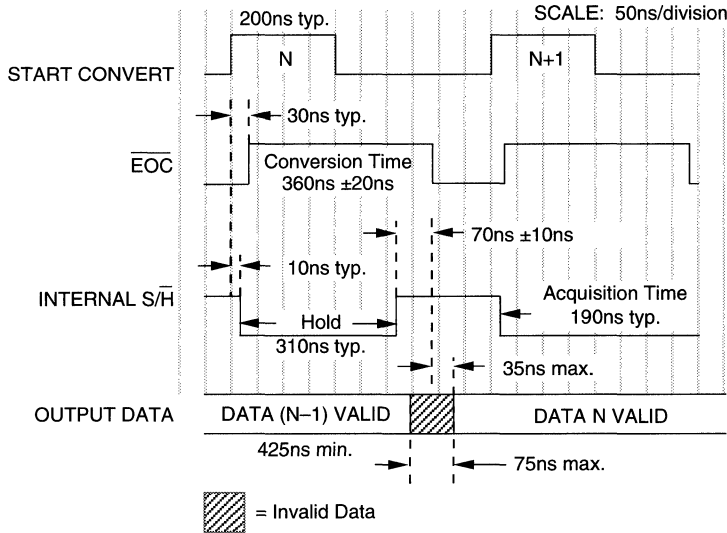 200ns typ.
SCALE: 50ns/division
START CONVERT
N
N+1
30ns typ.
EOC
Conversion Time
360ns ±20ns
70ns ±10ns
10ns typ.
INTERNAL S/H
Acquisition Time
190ns typ.
Hold
310ns typ.
35ns max.
OUTPUT DATA
DATA (N–1) VALID
DATA N VALID
425ns min.
75ns max.
= Invalid Data